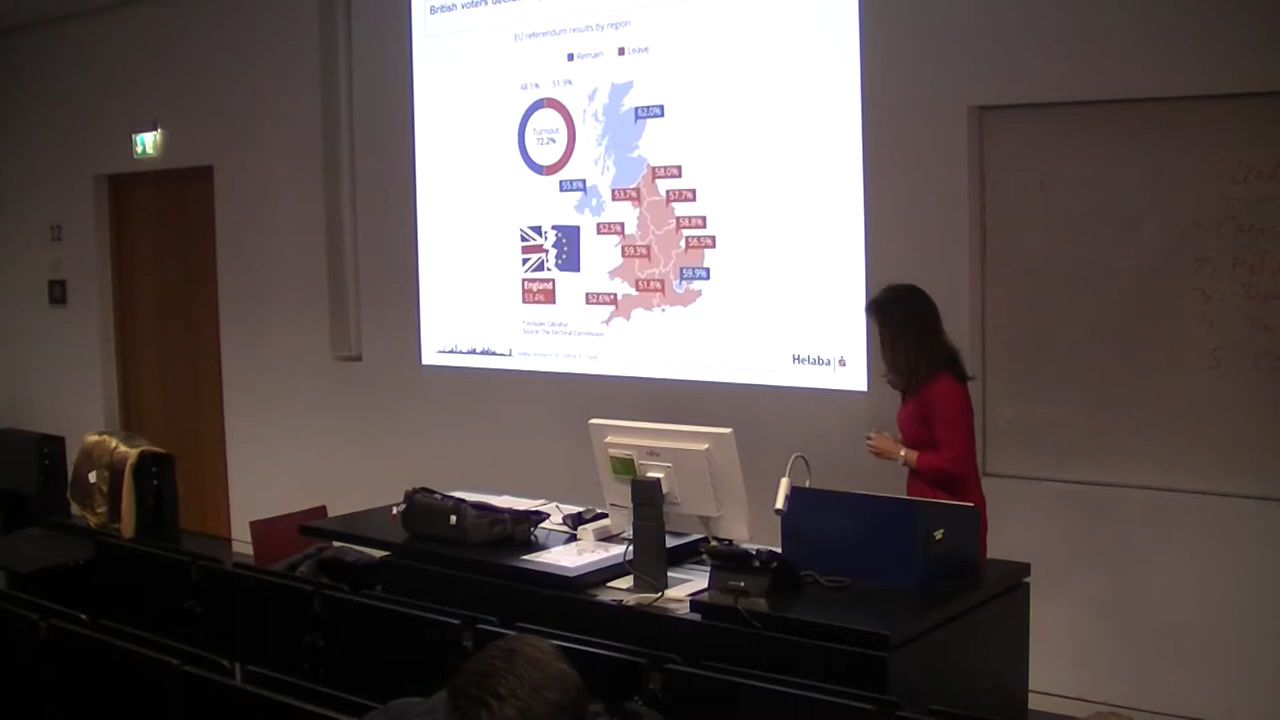 British voters
EU referendum results by region
Remain Leave
48.1% 51.9%
62.0%
Turnout
72.2%
58.0%
55.8%
53.7%
57.7%
58.8%
52.5%
56.5%
59.3%
59.9%
England
53.4%
51.8%
52.6%*
* includes Gibraltar
Source: The Electoral Commission
Helaba
12